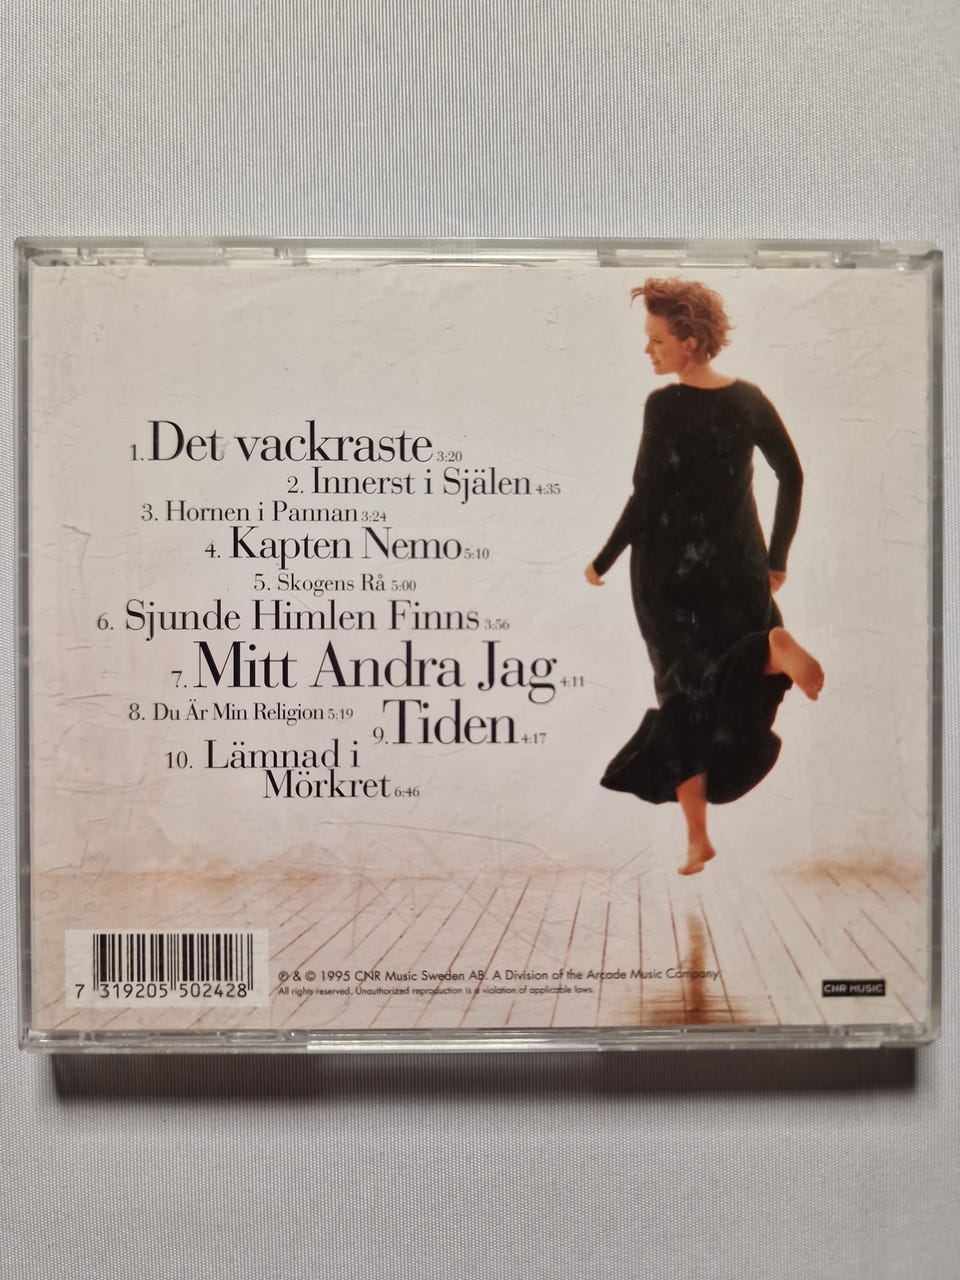 1. Det vackraste 3:20
2. Innerst i Själen 4:35
3. Hornen i Pannan 3:24
4. Kapten Nemo 5:10
5. Skogens Rå 5:00
6. Sjunde Himlen Finns 3:56
7. Mitt Andra Jag 4:11
8. Du Är Min Religion 5:19
9. Tiden 4:17
10. Lämnad i
Mörkret 6:46
7 319205 502428
℗ & © 1995 CNR Music Sweden AB. A Division of the Arcade Music Company
All rights reserved. Unauthorized reproduction is a violation of applicable laws.
CNR MUSIC